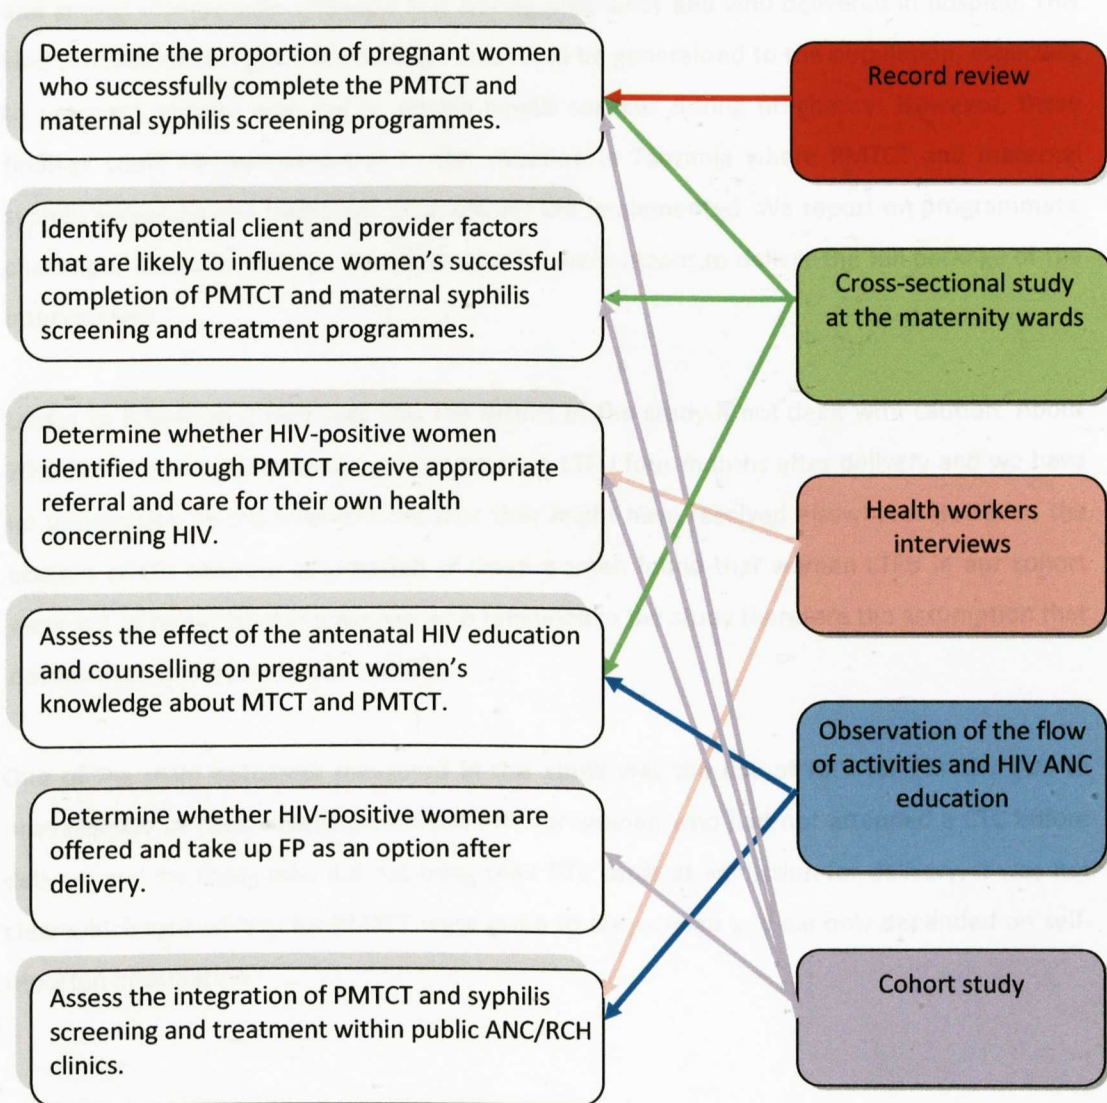 Determine the proportion of pregnant women
who successfully complete the PMTCT and
maternal syphilis screening programmes.
Identify potential client and provider factors
that are likely to influence women's successful
completion of PMTCT and maternal syphilis
screening and treatment programmes.
Determine whether HIV-positive women
identified through PMTCT receive appropriate
referral and care for their own health
concerning HIV.
Assess the effect of the antenatal HIV education
and counselling on pregnant women's
knowledge about MTCT and PMTCT.
Determine whether HIV-positive women are
offered and take up FP as an option after
delivery.
Assess the integration of PMTCT and syphilis
screening and treatment within public ANC/RCH
clinics.
Record review
Cross-sectional study
at the maternity wards
Health workers
interviews
Observation of the flow
of activities and HIV ANC
education
Cohort study